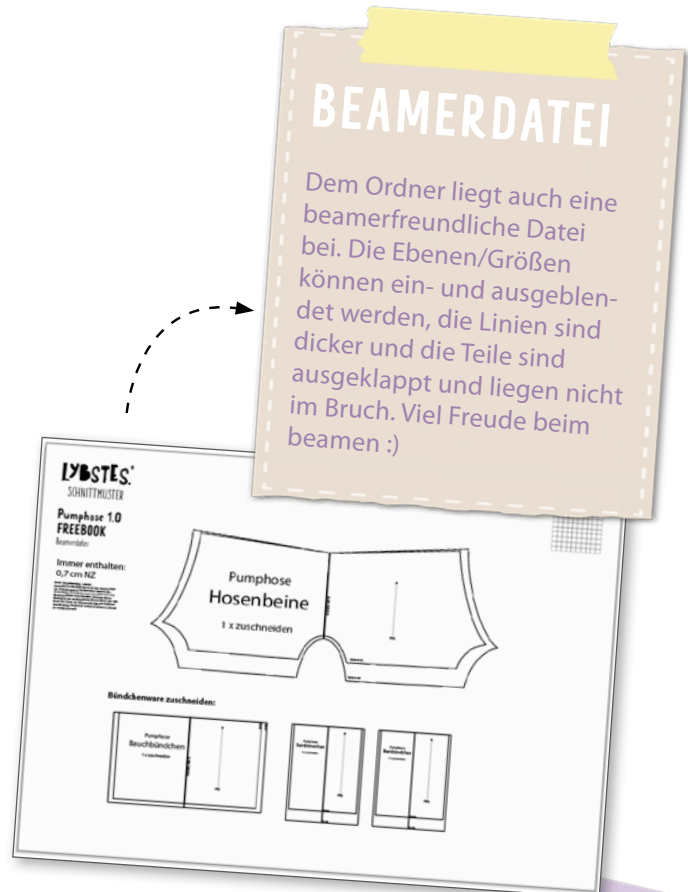 BEAMERDATEI
Dem Ordner liegt auch eine
beamerfreundliche Datei
bei. Die Ebenen/Größen
können ein- und ausgeblen-
det werden, die Linien sind
dicker und die Teile sind
ausgeklappt und liegen nicht
im Bruch. Viel Freude beim
beamen :)
LYBSTES.
SCHNITTMUSTER
Pumphose 1.0
FREEBOOK
Beamerdatei
Immer enthalten:
0,7 cm NZ
Pumphose
Hosenbeine
1 x zuschneiden
Bündchenware zuschneiden:
Pumphose
Bauchbündchen
1 x zuschneiden